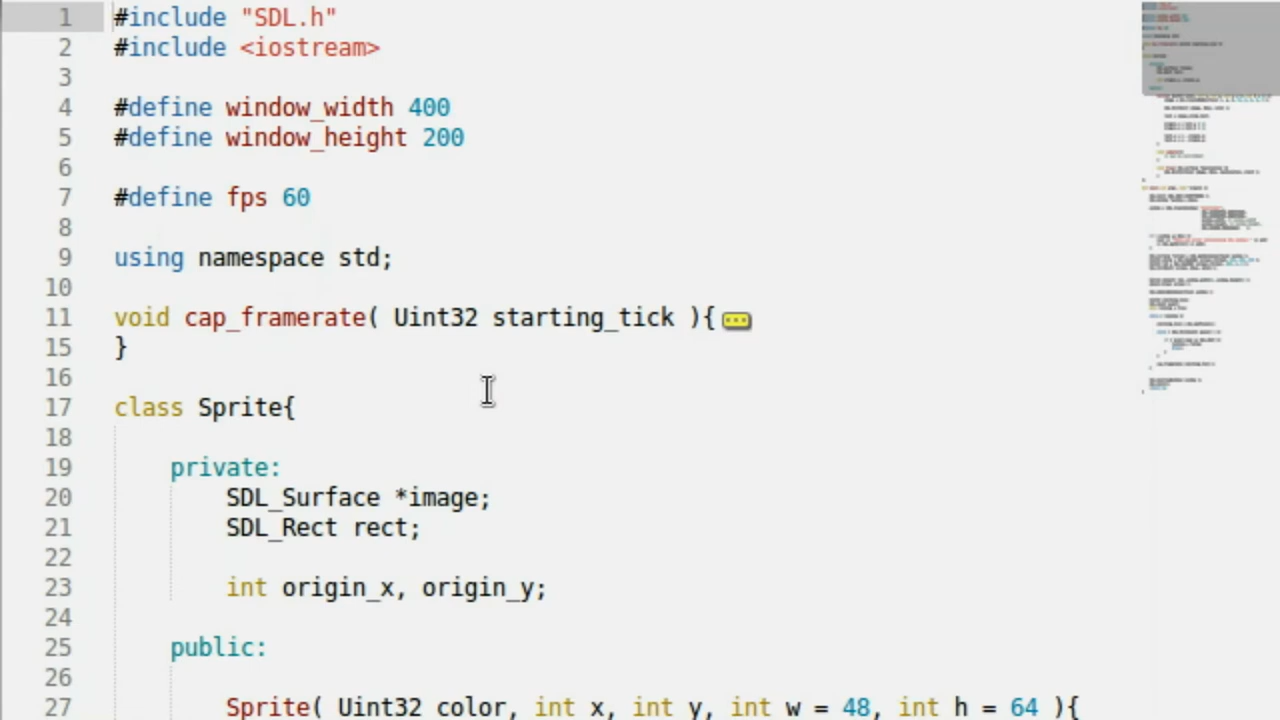 1 #include "SDL.h"
2 #include <iostream>
3
4 #define window_width 400
5 #define window_height 200
6
7 #define fps 60
8
9 using namespace std;
10
11 void cap_framerate( Uint32 starting_tick ){
15 }
16
17 class Sprite{
18
19 private:
20 SDL_Surface *image;
21 SDL_Rect rect;
22
23 int origin_x, origin_y;
24
25 public:
26
27 Sprite( Uint32 color, int x, int y, int w = 48, int h = 64 ){